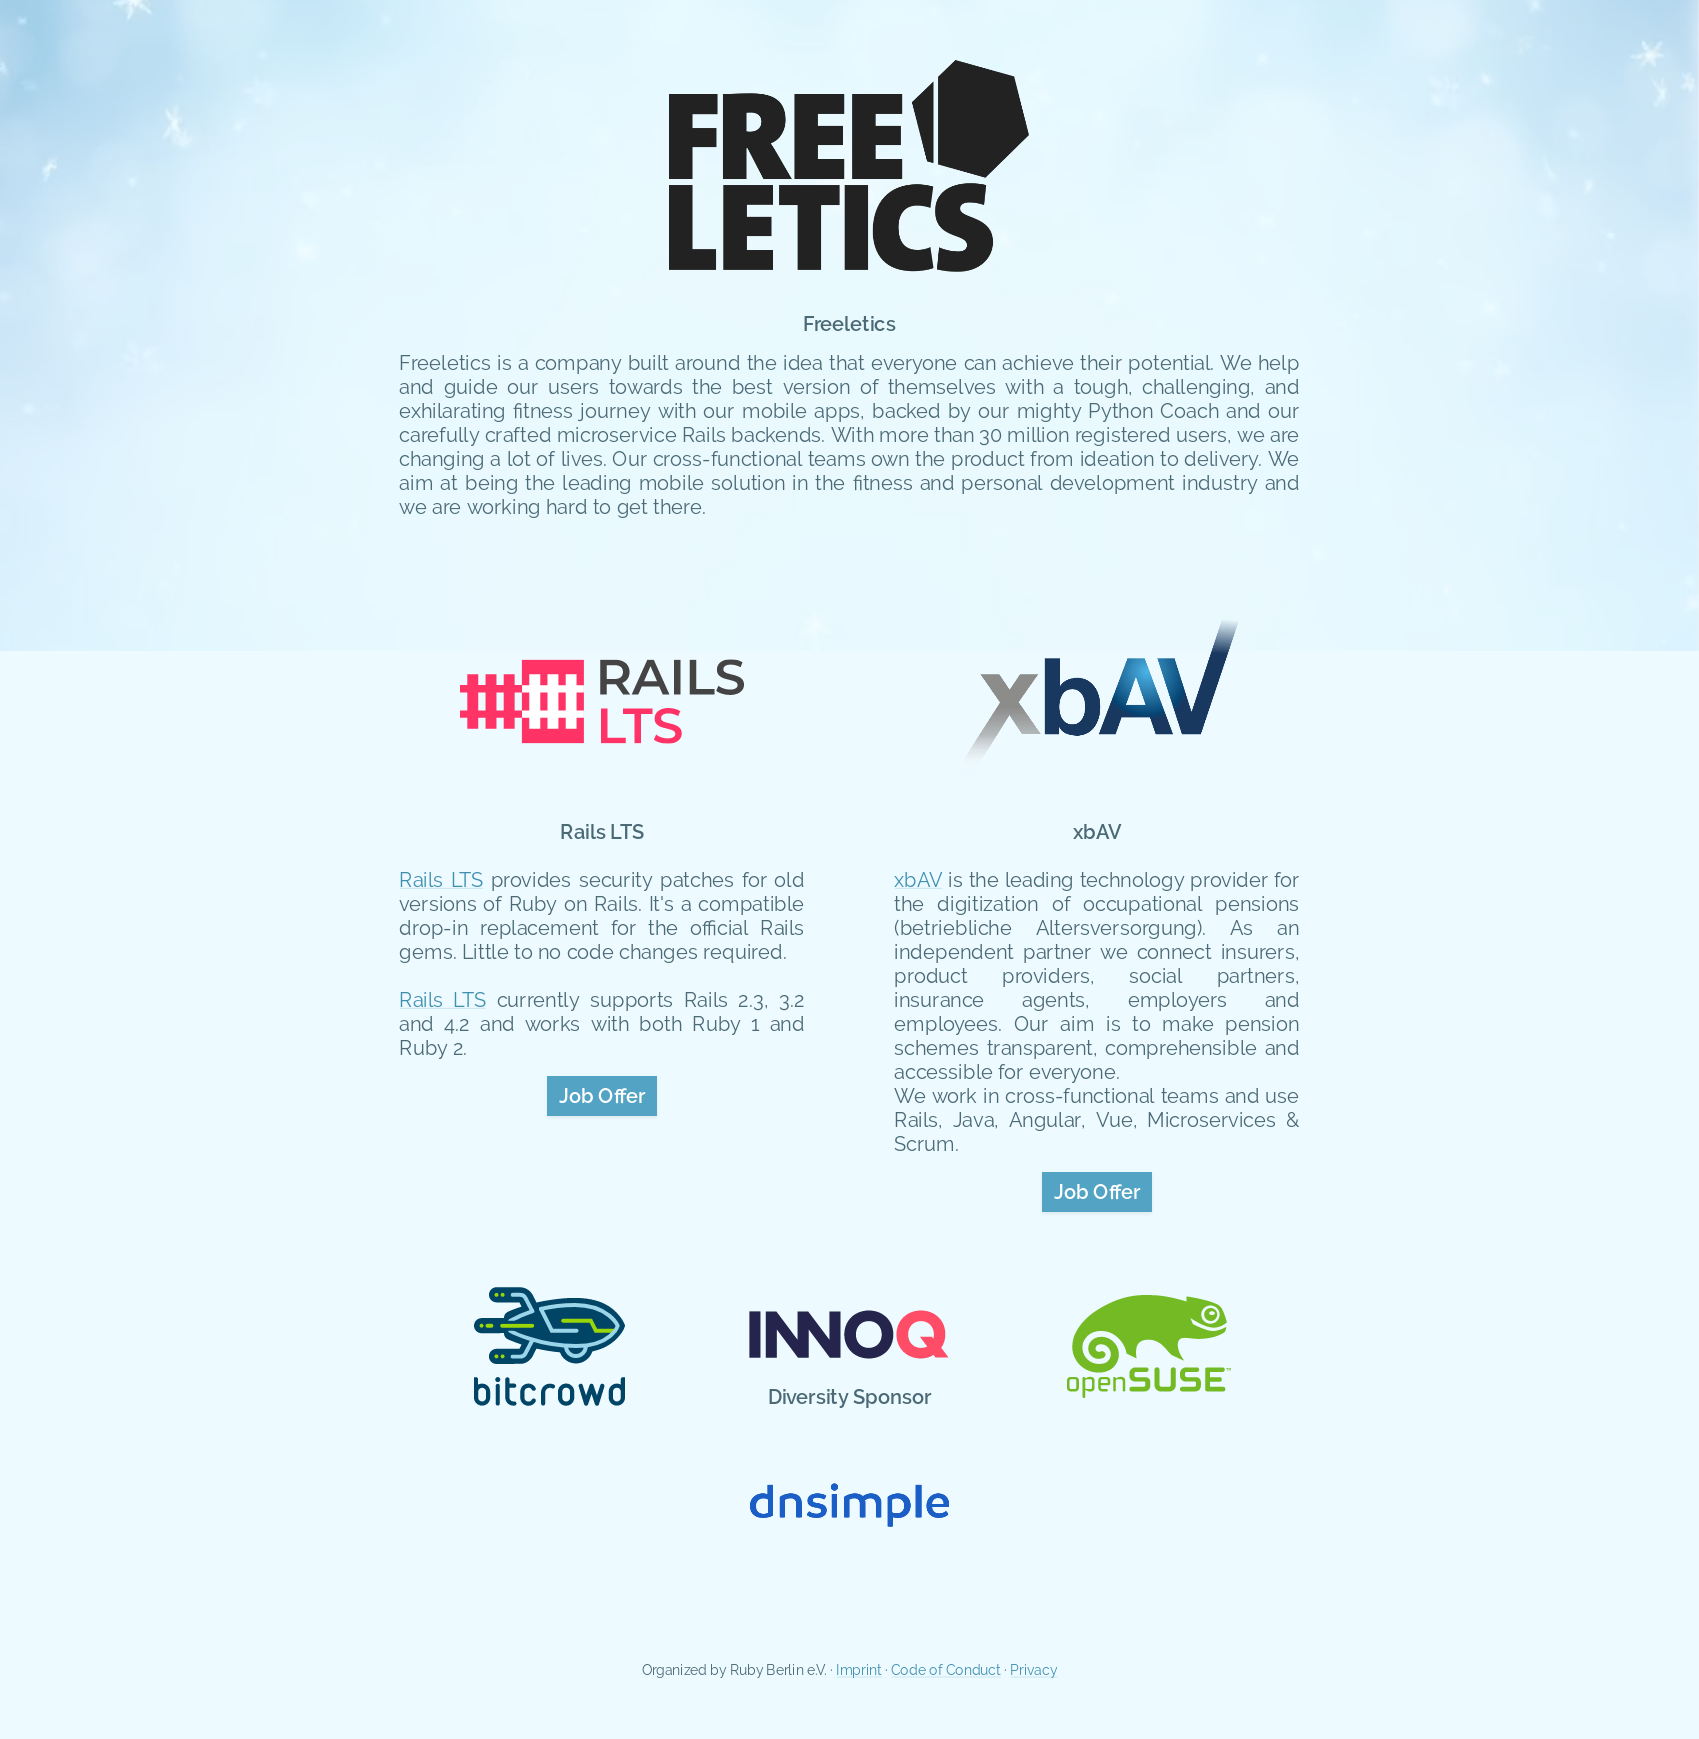 FREE
LETICS
Freeletics
Freeletics is a company built around the idea that everyone can achieve their potential. We help
and guide our users towards the best version of themselves with a tough, challenging, and
exhilarating fitness journey with our mobile apps, backed by our mighty Python Coach and our
carefully crafted microservice Rails backends. With more than 30 million registered users, we are
changing a lot of lives. Our cross-functional teams own the product from ideation to delivery. We
aim at being the leading mobile solution in the fitness and personal development industry and
we are working hard to get there.
RAILS
LTS
Rails LTS
Rails LTS provides security patches for old
versions of Ruby on Rails. It's a compatible
drop-in replacement for the official Rails
gems. Little to no code changes required.
Rails LTS currently supports Rails 2.3, 3.2
and 4.2 and works with both Ruby 1 and
Ruby 2.
Job Offer
xbAV
xbAV
xbAV is the leading technology provider for
the digitization of occupational pensions
(betriebliche Altersversorgung). As an
independent partner we connect insurers,
product providers, social partners,
insurance agents, employers and
employees. Our aim is to make pension
schemes transparent, comprehensible and
accessible for everyone.
We work in cross-functional teams and use
Rails, Java, Angular, Vue, Microservices &
Scrum.
Job Offer
bitcrowd
INNOQ
Diversity Sponsor
openSUSE™
dnsimple
Organized by Ruby Berlin e.V. · Imprint · Code of Conduct · Privacy